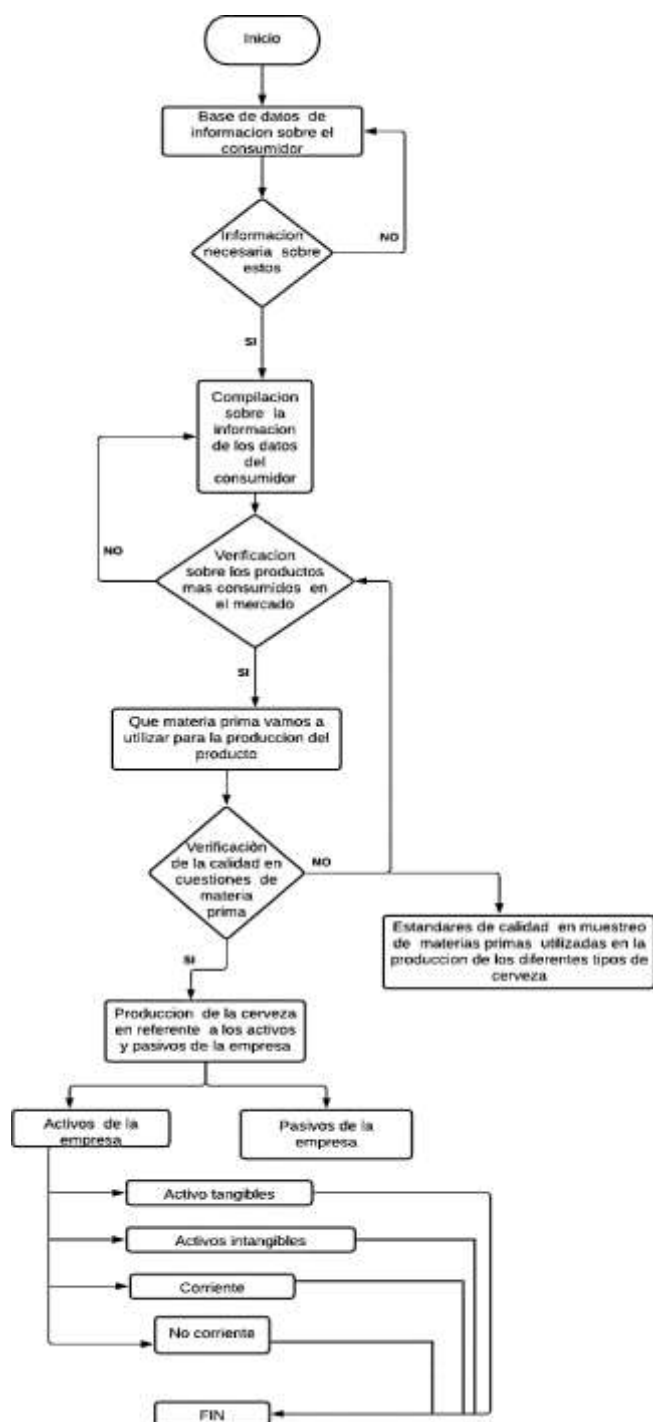 Inicio
Base de datos de
informacion sobre el
consumidor
Informacion
necesaria sobre
estos
NO
SI
Compilacion
sobre la
informacion
de los datos
del
consumidor
NO
Verificacion
sobre los productos
mas consumidos en
el mercado
SI
Que materia prima vamos a
utilizar para la produccion del
producto
Verificaciòn
de la calidad en
cuestiones de
materia
prima
NO
Estandares de calidad en muestreo
de materias primas utilizadas en la
produccion de los diferentes tipos de
cerveza
SI
Produccion de la cerveza
en referente a los activos
y pasivos de la empresa
Activos de la
empresa
Pasivos de la
empresa
Activo tangibles
Activos intangibles
Corriente
No corriente
FIN